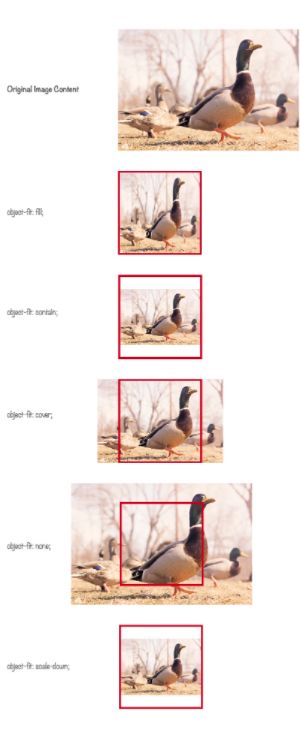 Original Image Content
object-fit: fill;
object-fit: contain;
object-fit: cover;
object-fit: none;
object-fit: scale-down;